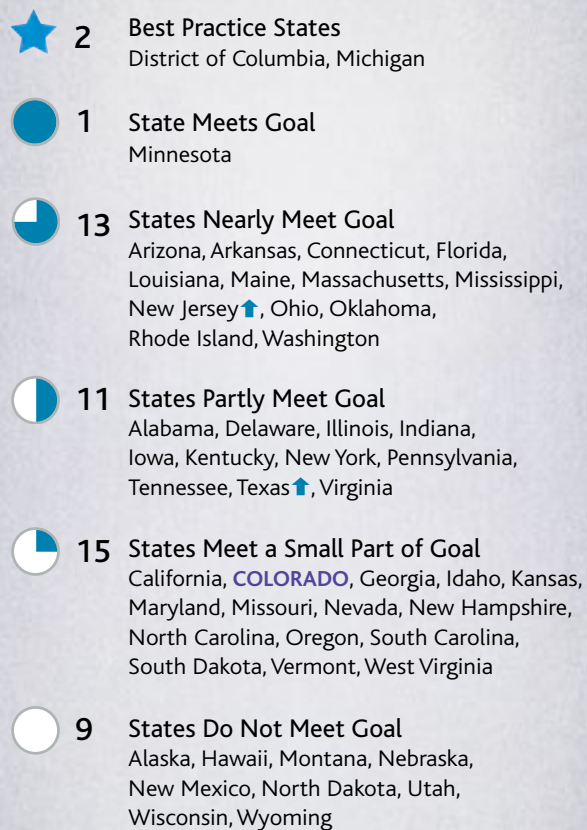 2 Best Practice States
District of Columbia, Michigan
1 State Meets Goal
Minnesota
13 States Nearly Meet Goal
Arizona, Arkansas, Connecticut, Florida,
Louisiana, Maine, Massachusetts, Mississippi,
New Jersey⬆, Ohio, Oklahoma,
Rhode Island, Washington
11 States Partly Meet Goal
Alabama, Delaware, Illinois, Indiana,
Iowa, Kentucky, New York, Pennsylvania,
Tennessee, Texas⬆, Virginia
15 States Meet a Small Part of Goal
California, COLORADO, Georgia, Idaho, Kansas,
Maryland, Missouri, Nevada, New Hampshire,
North Carolina, Oregon, South Carolina,
South Dakota, Vermont, West Virginia
9 States Do Not Meet Goal
Alaska, Hawaii, Montana, Nebraska,
New Mexico, North Dakota, Utah,
Wisconsin, Wyoming